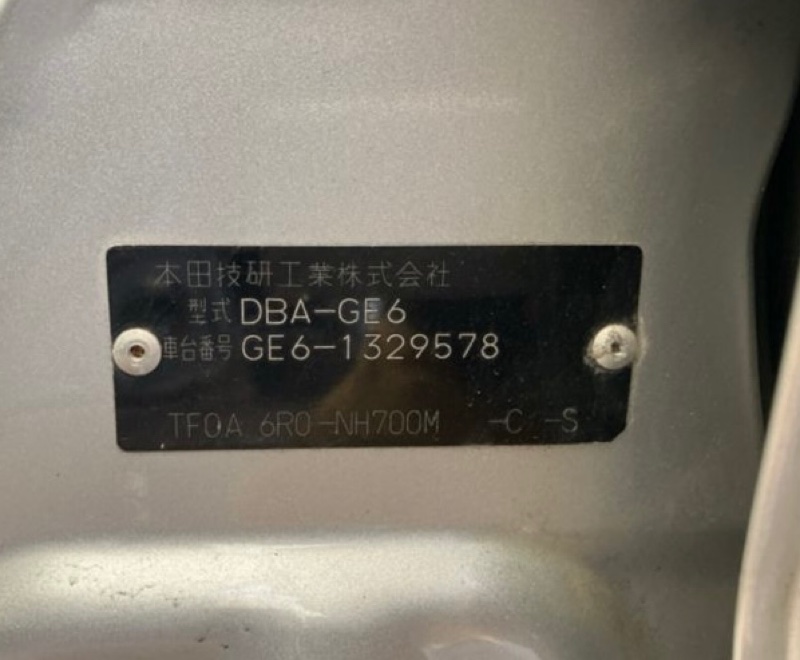 本田技研工業株式会社
型式 DBA-GE6
車台番号 GE6-1329578
TF0A 6R0-NH700M -C -S